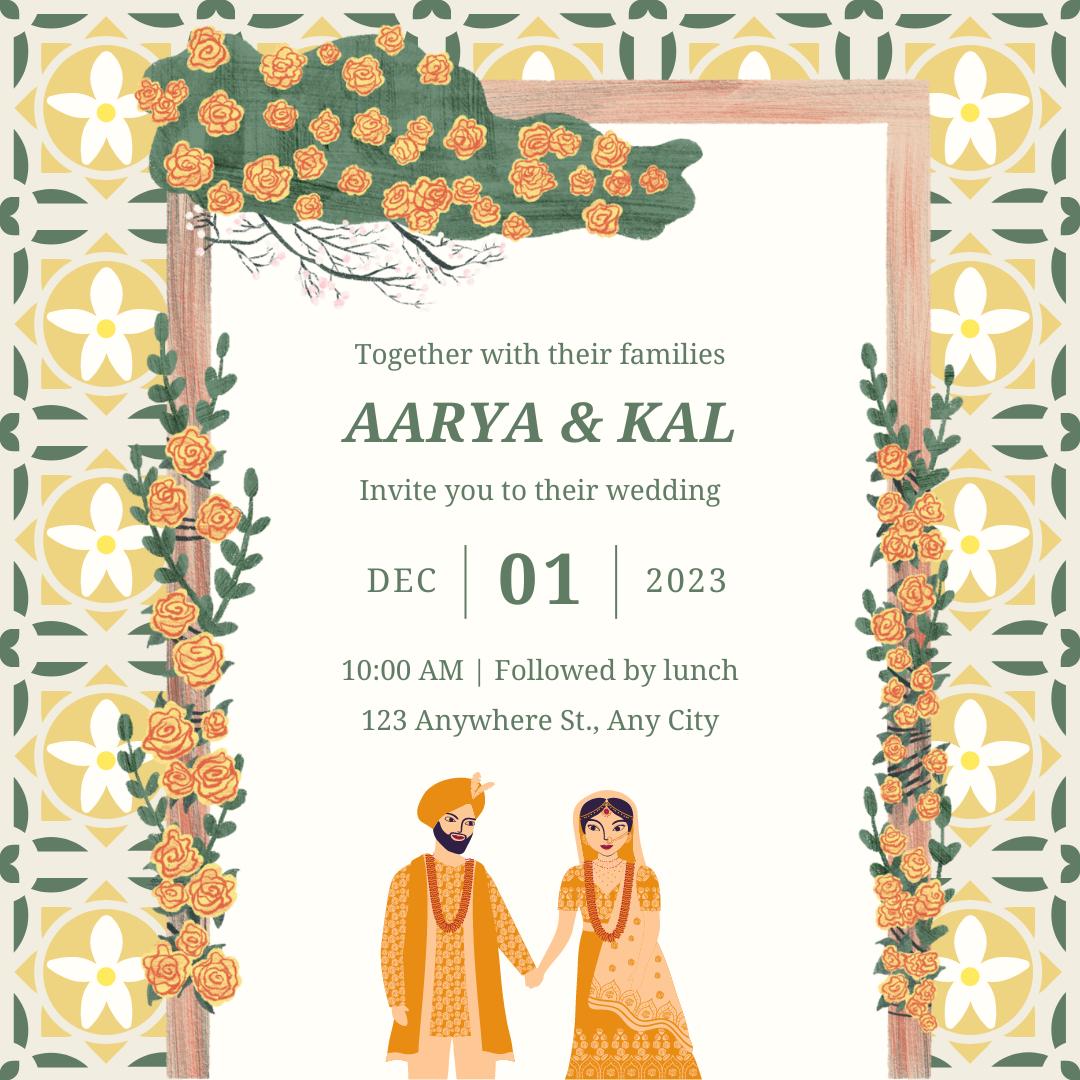 Together with their families
AARYA & KAL
Invite you to their wedding
DEC | 01 | 2023
10:00 AM | Followed by lunch
123 Anywhere St., Any City